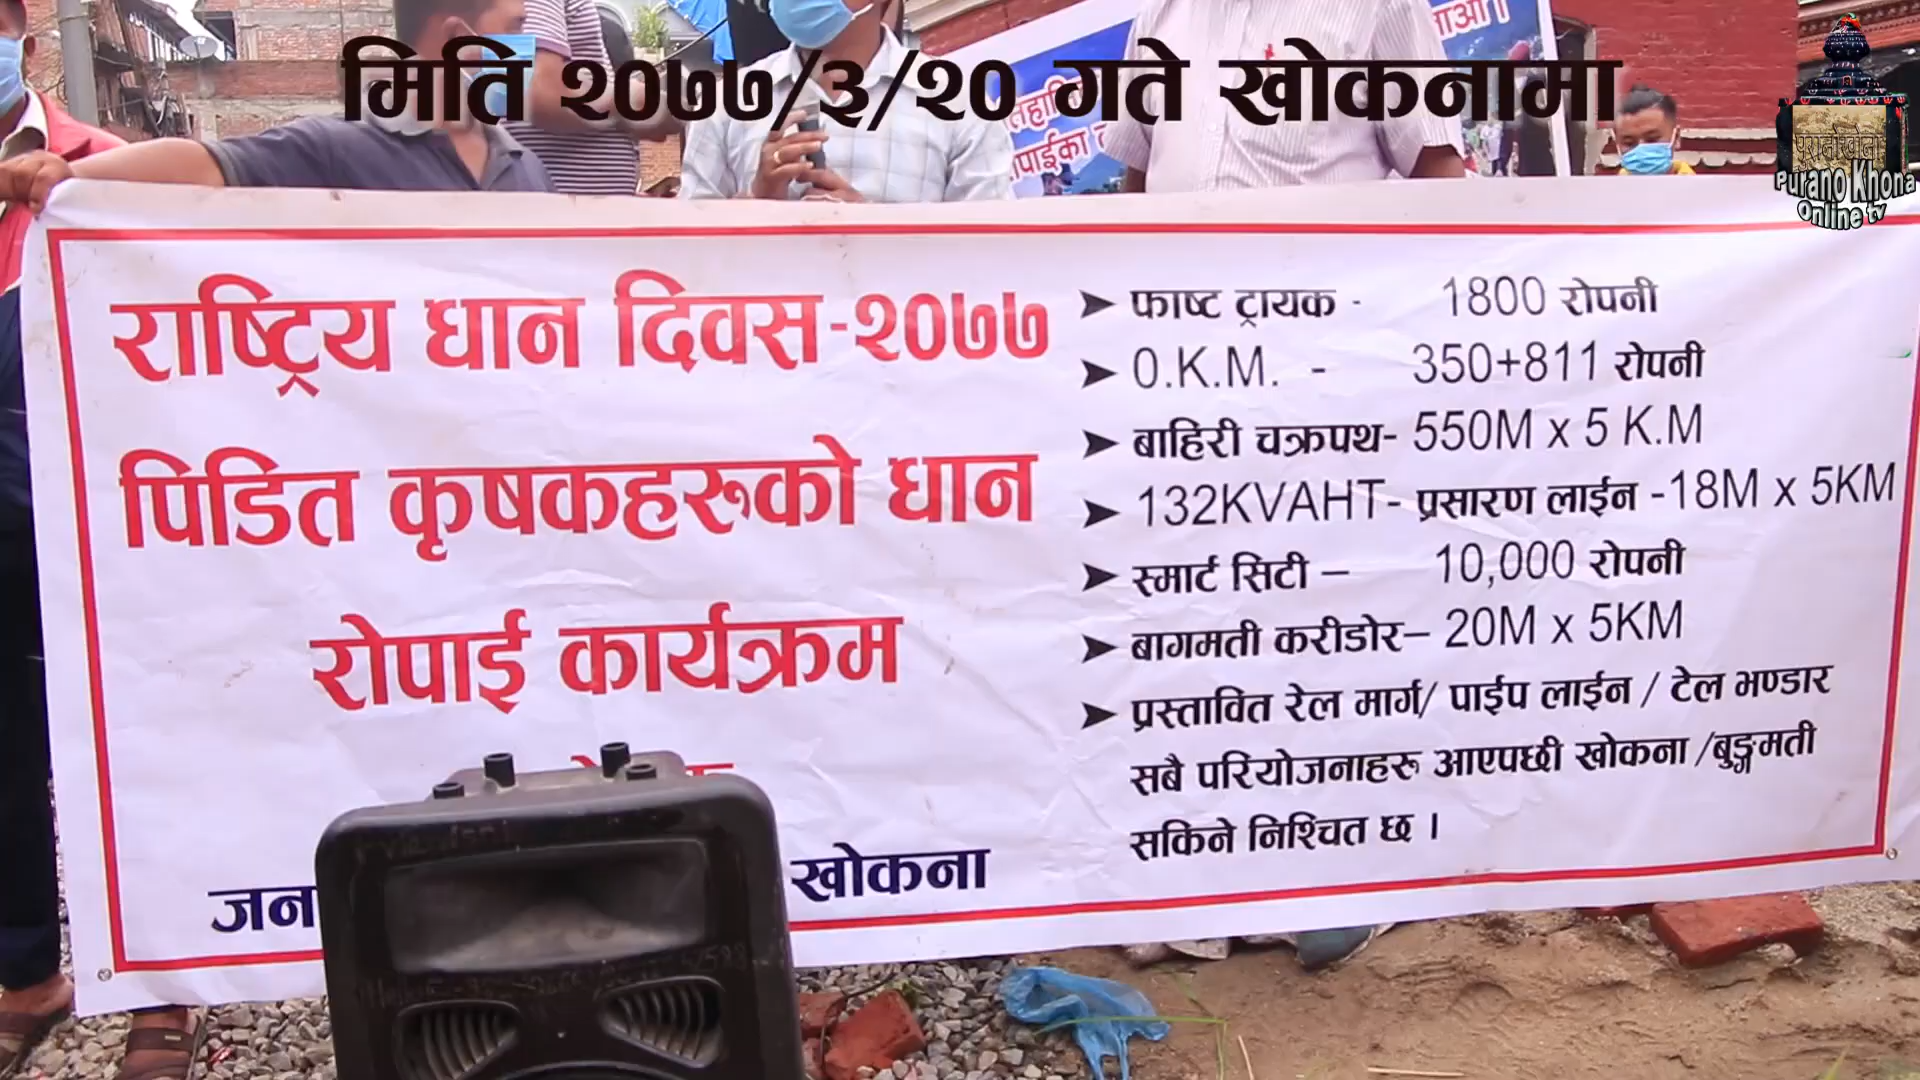 मिति २०७७/३/२० गते खोकनामा
पुरानोखोना
Purano Khona
Online tv
राष्ट्रिय धान दिवस-२०७७
पिडित कृषकहरुको धान
रोपाई कार्यक्रम
जन
खोकना
➤ फाष्ट ट्रायक - 1800 रोपनी
➤ O.K.M. - 350+811 रोपनी
➤ बाहिरी चक्रपथ- 550M x 5 K.M
➤ 132KVAHT- प्रसारण लाईन -18M x 5KM
➤ स्मार्ट सिटी – 10,000 रोपनी
➤ बागमती करीडोर– 20M x 5KM
➤ प्रस्तावित रेल मार्ग/ पाईप लाईन / टेल भण्डार
सबै परियोजनाहरू आएपछी खोकना /बुङ्गमती
सकिने निश्चित छ ।